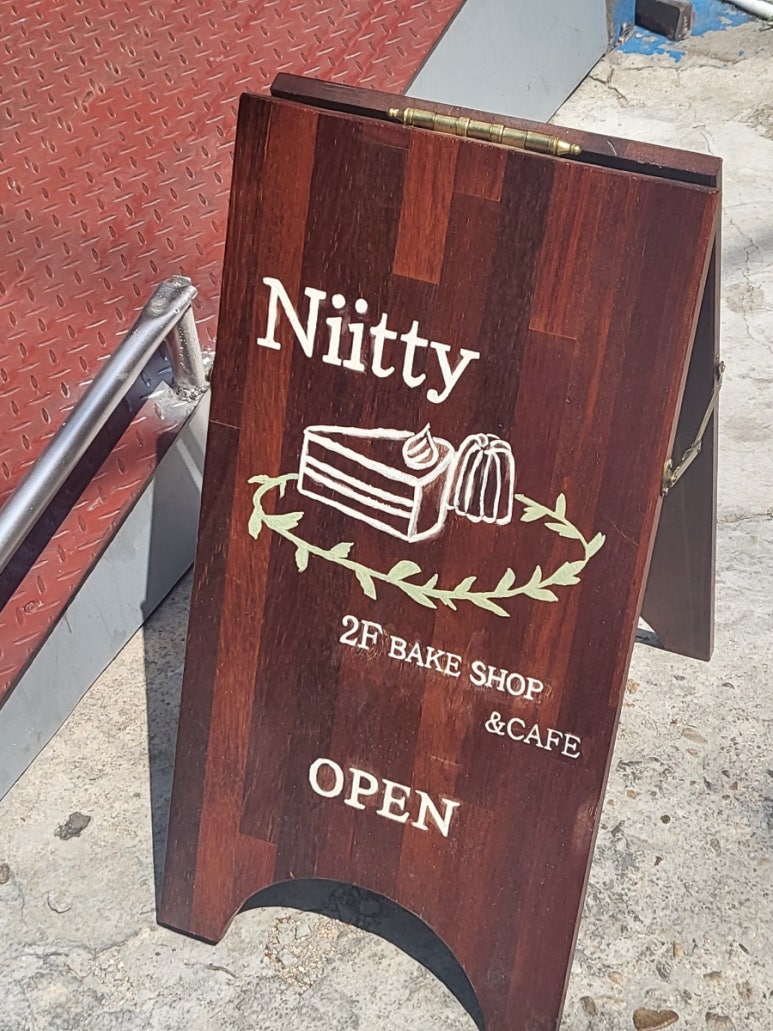 Niitty
2F BAKE SHOP
&CAFE
OPEN